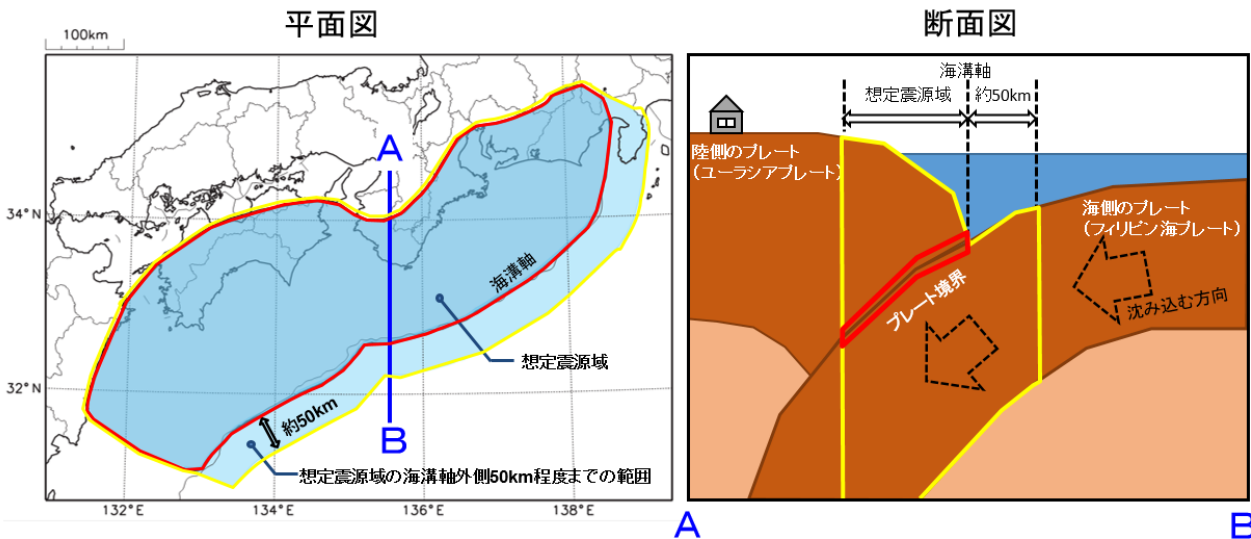 平面図
断面図
100km
A
34°N
海溝軸
想定震源域
32°N
約50km
B
想定震源域の海溝軸外側50km程度までの範囲
132°E
134°E
136°E
138°E
海溝軸
想定震源域
約50km
陸側のプレート
(ユーラシアプレート)
海側のプレート
(フィリピン海プレート)
プレート境界
沈み込む方向
A
B